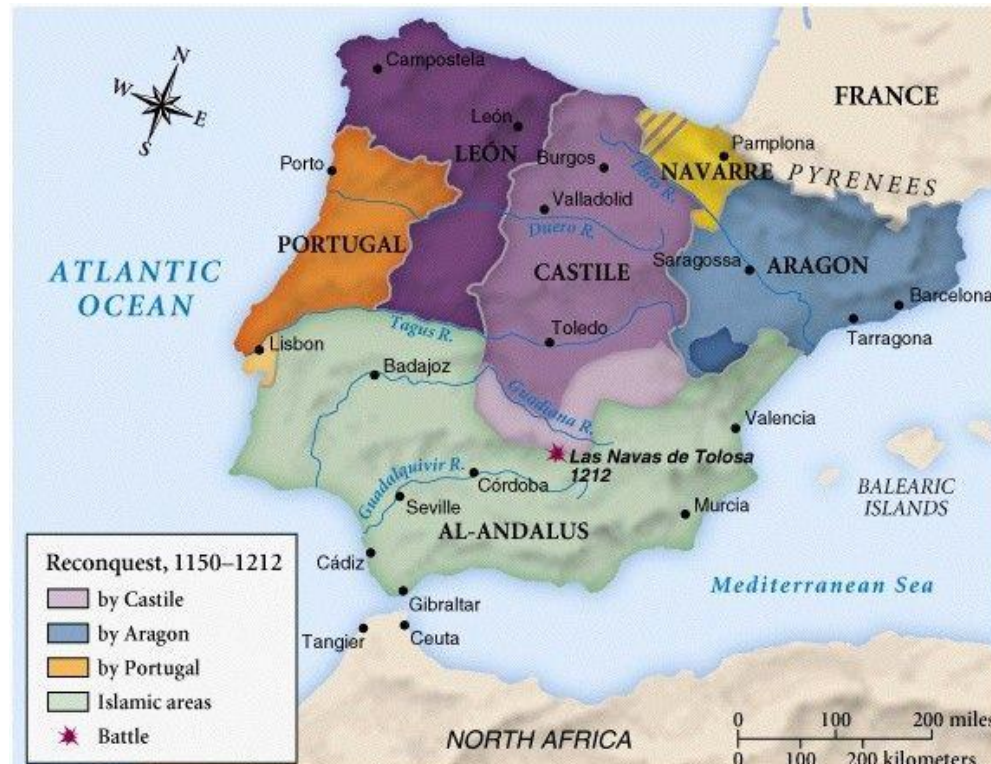 N
W
E
S
Campostela
León
LEÓN
FRANCE
Pamplona
NAVARRE
PYRENEES
Burgos
Ebro R.
Porto
Valladolid
Duero R.
PORTUGAL
CASTILE
Saragossa
ARAGON
ATLANTIC
OCEAN
Barcelona
Tarragona
Toledo
Tagus R.
Lisbon
Badajoz
Guadiana R.
Valencia
Las Navas de Tolosa
1212
Guadalquivir R.
Córdoba
Seville
Murcia
BALEARIC
ISLANDS
AL-ANDALUS
Cádiz
Mediterranean Sea
Gibraltar
Tangier
Ceuta
Reconquest, 1150–1212
by Castile
by Aragon
by Portugal
Islamic areas
Battle
NORTH AFRICA
0 100 200 miles
0 100 200 kilometers